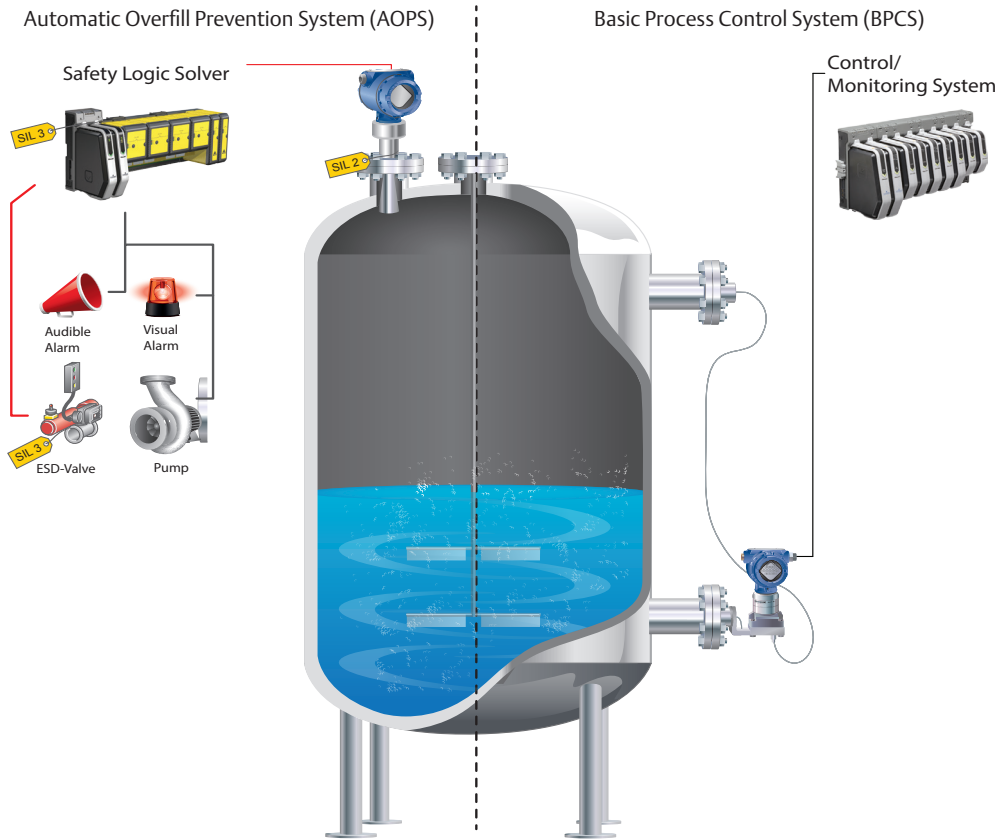 Automatic Overfill Prevention System (AOPS)
Basic Process Control System (BPCS)
Safety Logic Solver
Control/
Monitoring System
SIL 3
SIL 2
Audible
Alarm
Visual
Alarm
SIL 3
ESD-Valve
Pump